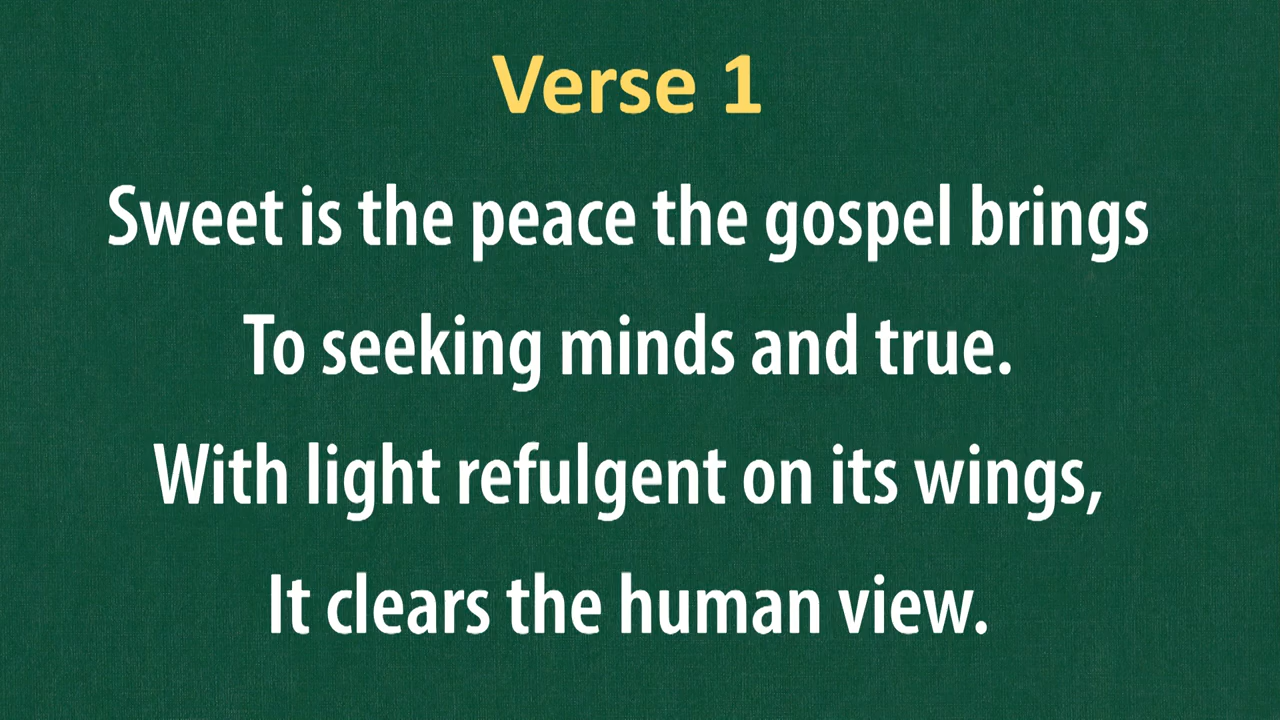 Verse 1
Sweet is the peace the gospel brings
To seeking minds and true.
With light refulgent on its wings,
It clears the human view.